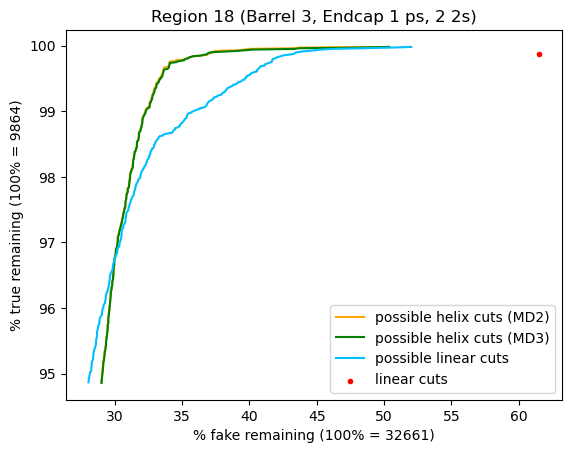 Region 18 (Barrel 3, Endcap 1 ps, 2 2s)
% true remaining (100% = 9864)
100
99
98
97
96
95
possible helix cuts (MD2)
possible helix cuts (MD3)
possible linear cuts
linear cuts
30 35 40 45 50 55 60
% fake remaining (100% = 32661)